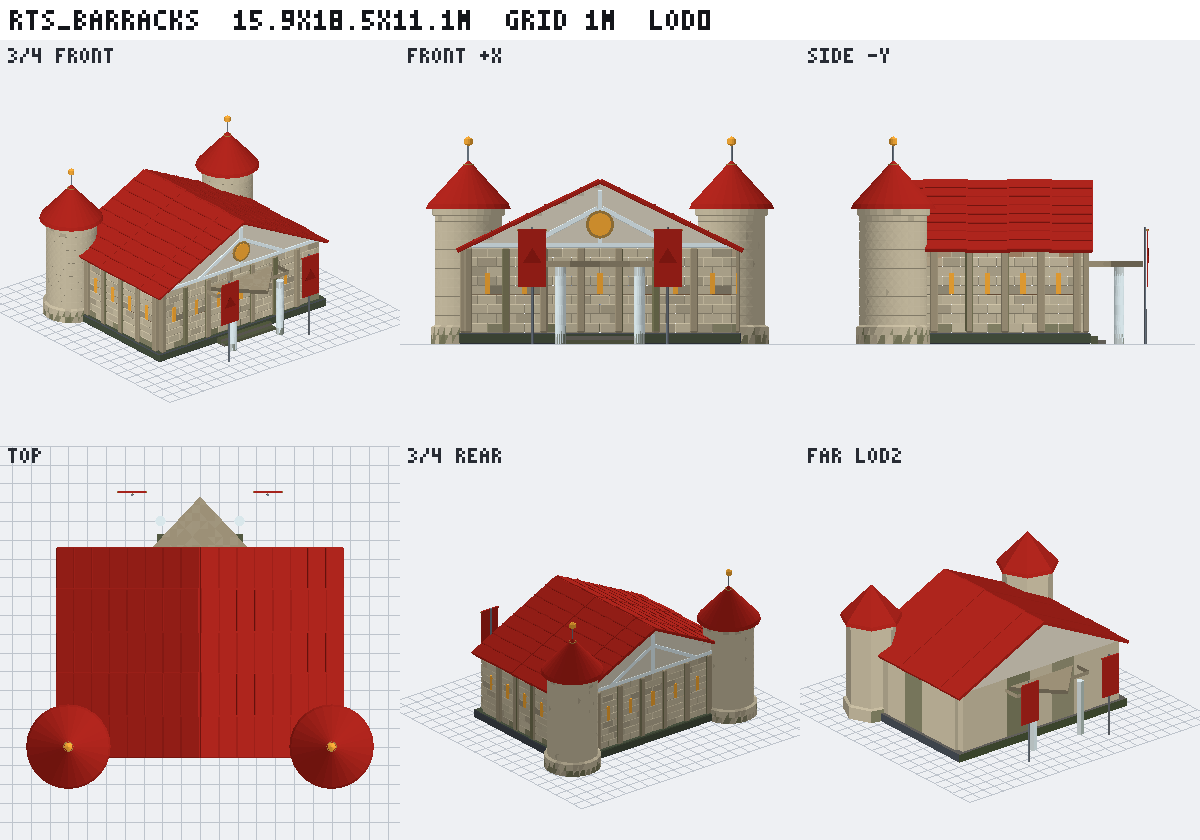 RTS_BARRACKS 15.9X18.5X11.1M GRID 1M LOD0
3/4 FRONT
FRONT +X
SIDE -Y
TOP
3/4 REAR
FAR LOD2